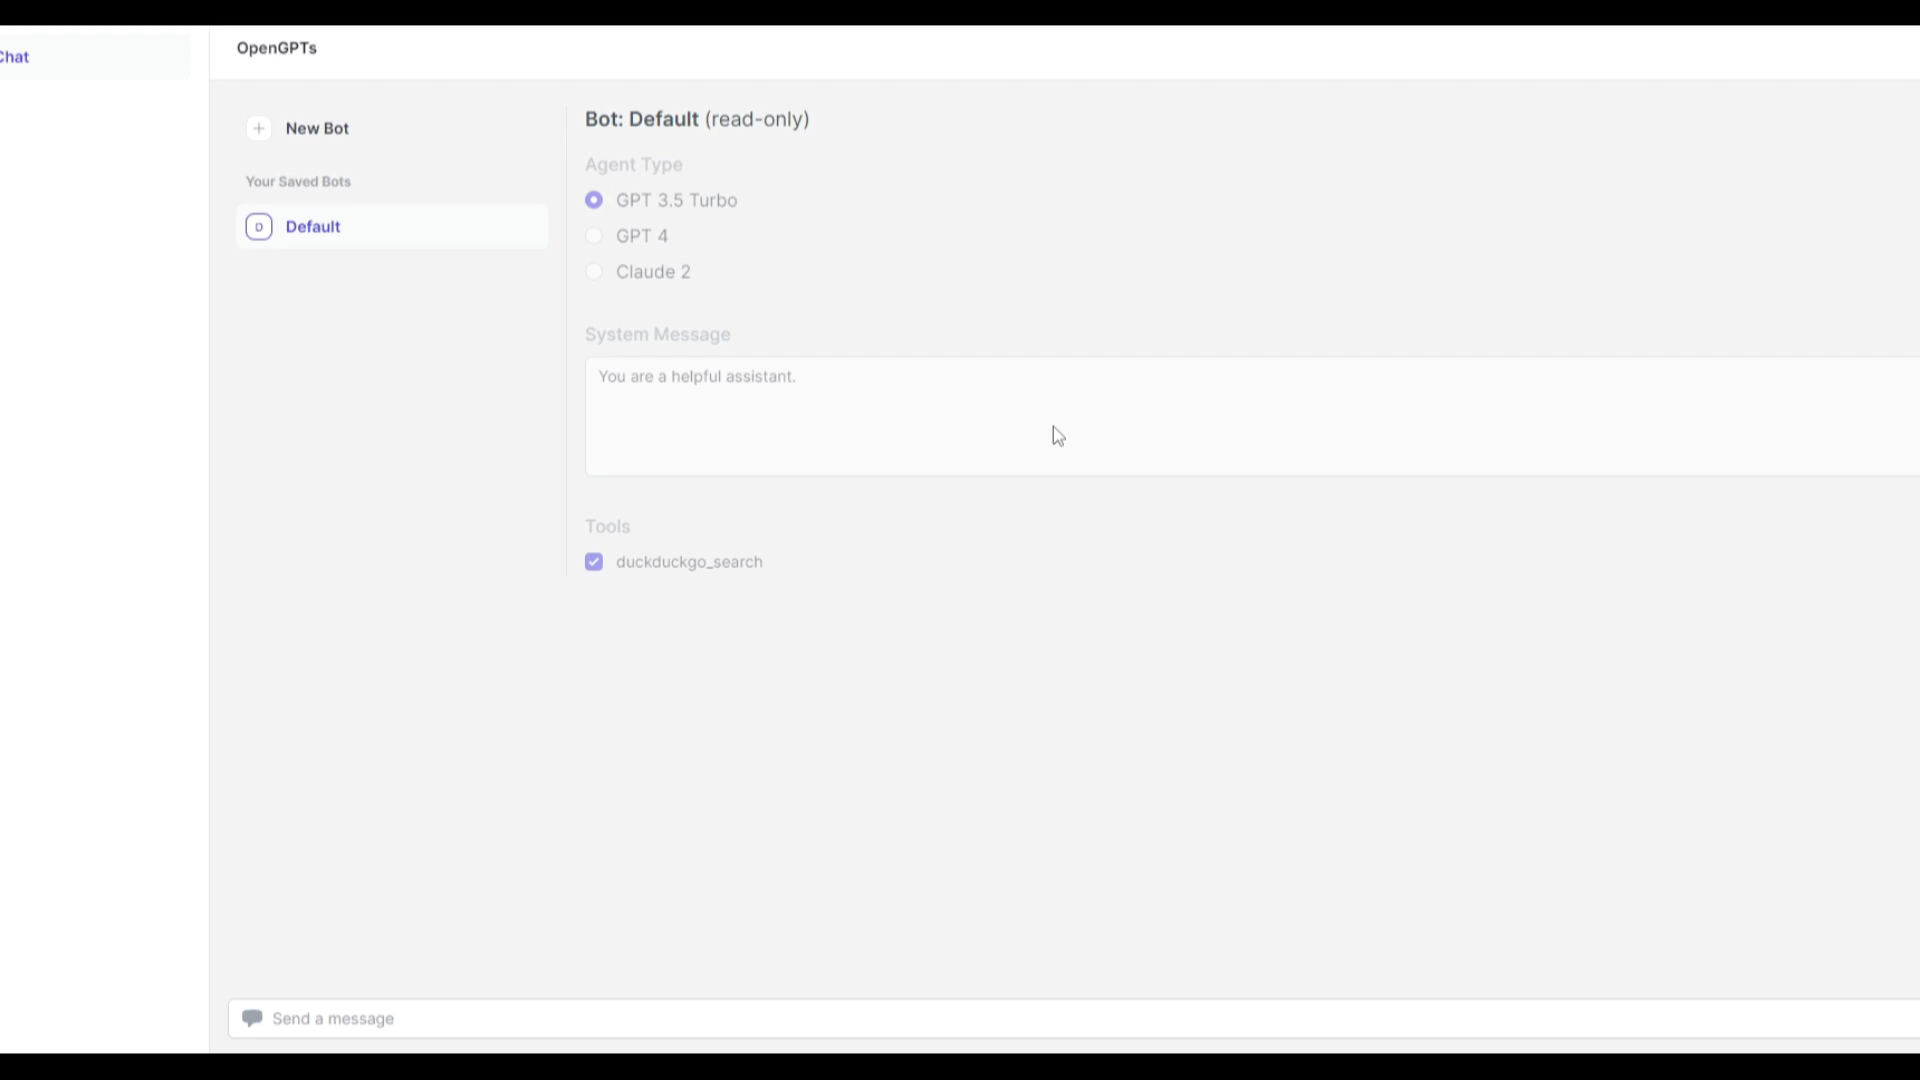 Chat
OpenGPTs
New Bot
Your Saved Bots
D Default
Bot: Default (read-only)
Agent Type
GPT 3.5 Turbo
GPT 4
Claude 2
System Message
You are a helpful assistant.
Tools
duckduckgo_search
Send a message